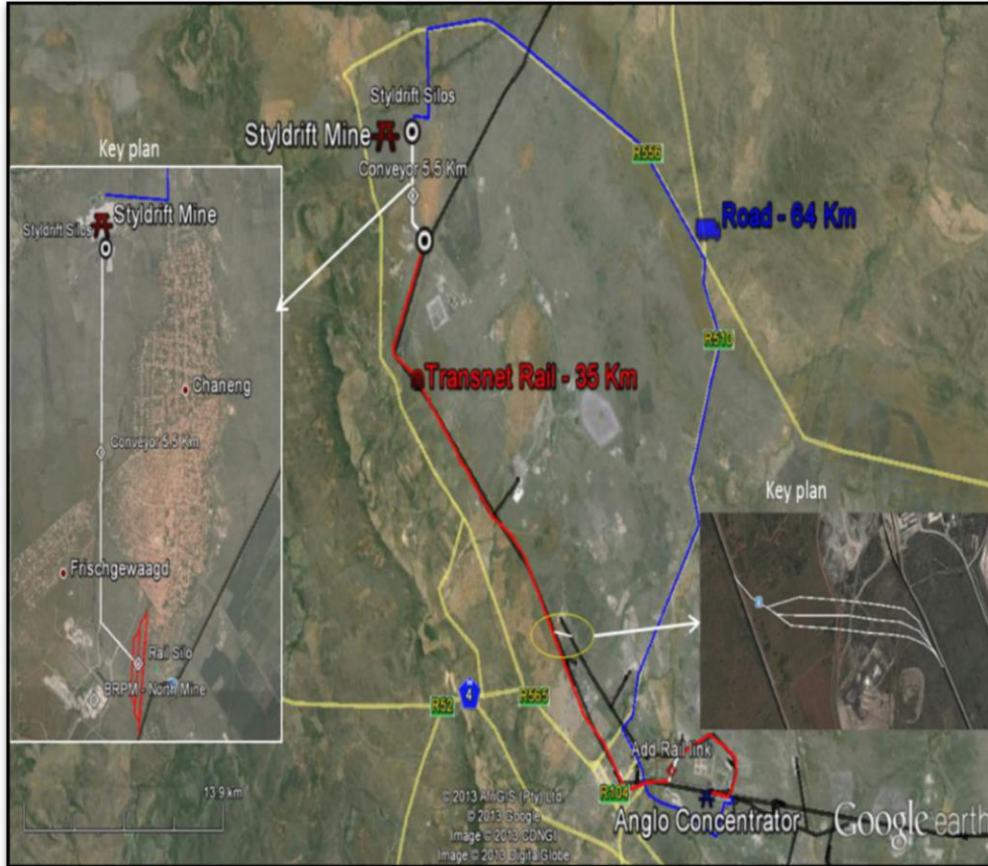 Styldrift Silos
Styldrift Mine
Conveyor 5.5 Km
Key plan
Styldrift Mine
Styldrift Silos
Chaneng
Conveyor 5.5 Km
Frischgewaagd
Rail Silo
BRPM - North Mine
R556
Road - 64 Km
R510
Transnet Rail - 35 Km
Key plan
R52
4
R565
Add Rail link
R104
Anglo Concentrator
13.9 km
© 2013 AfriGIS (Pty) Ltd.
© 2013 Google
Image © 2013 CDNGI
Image © 2013 DigitalGlobe
Google earth